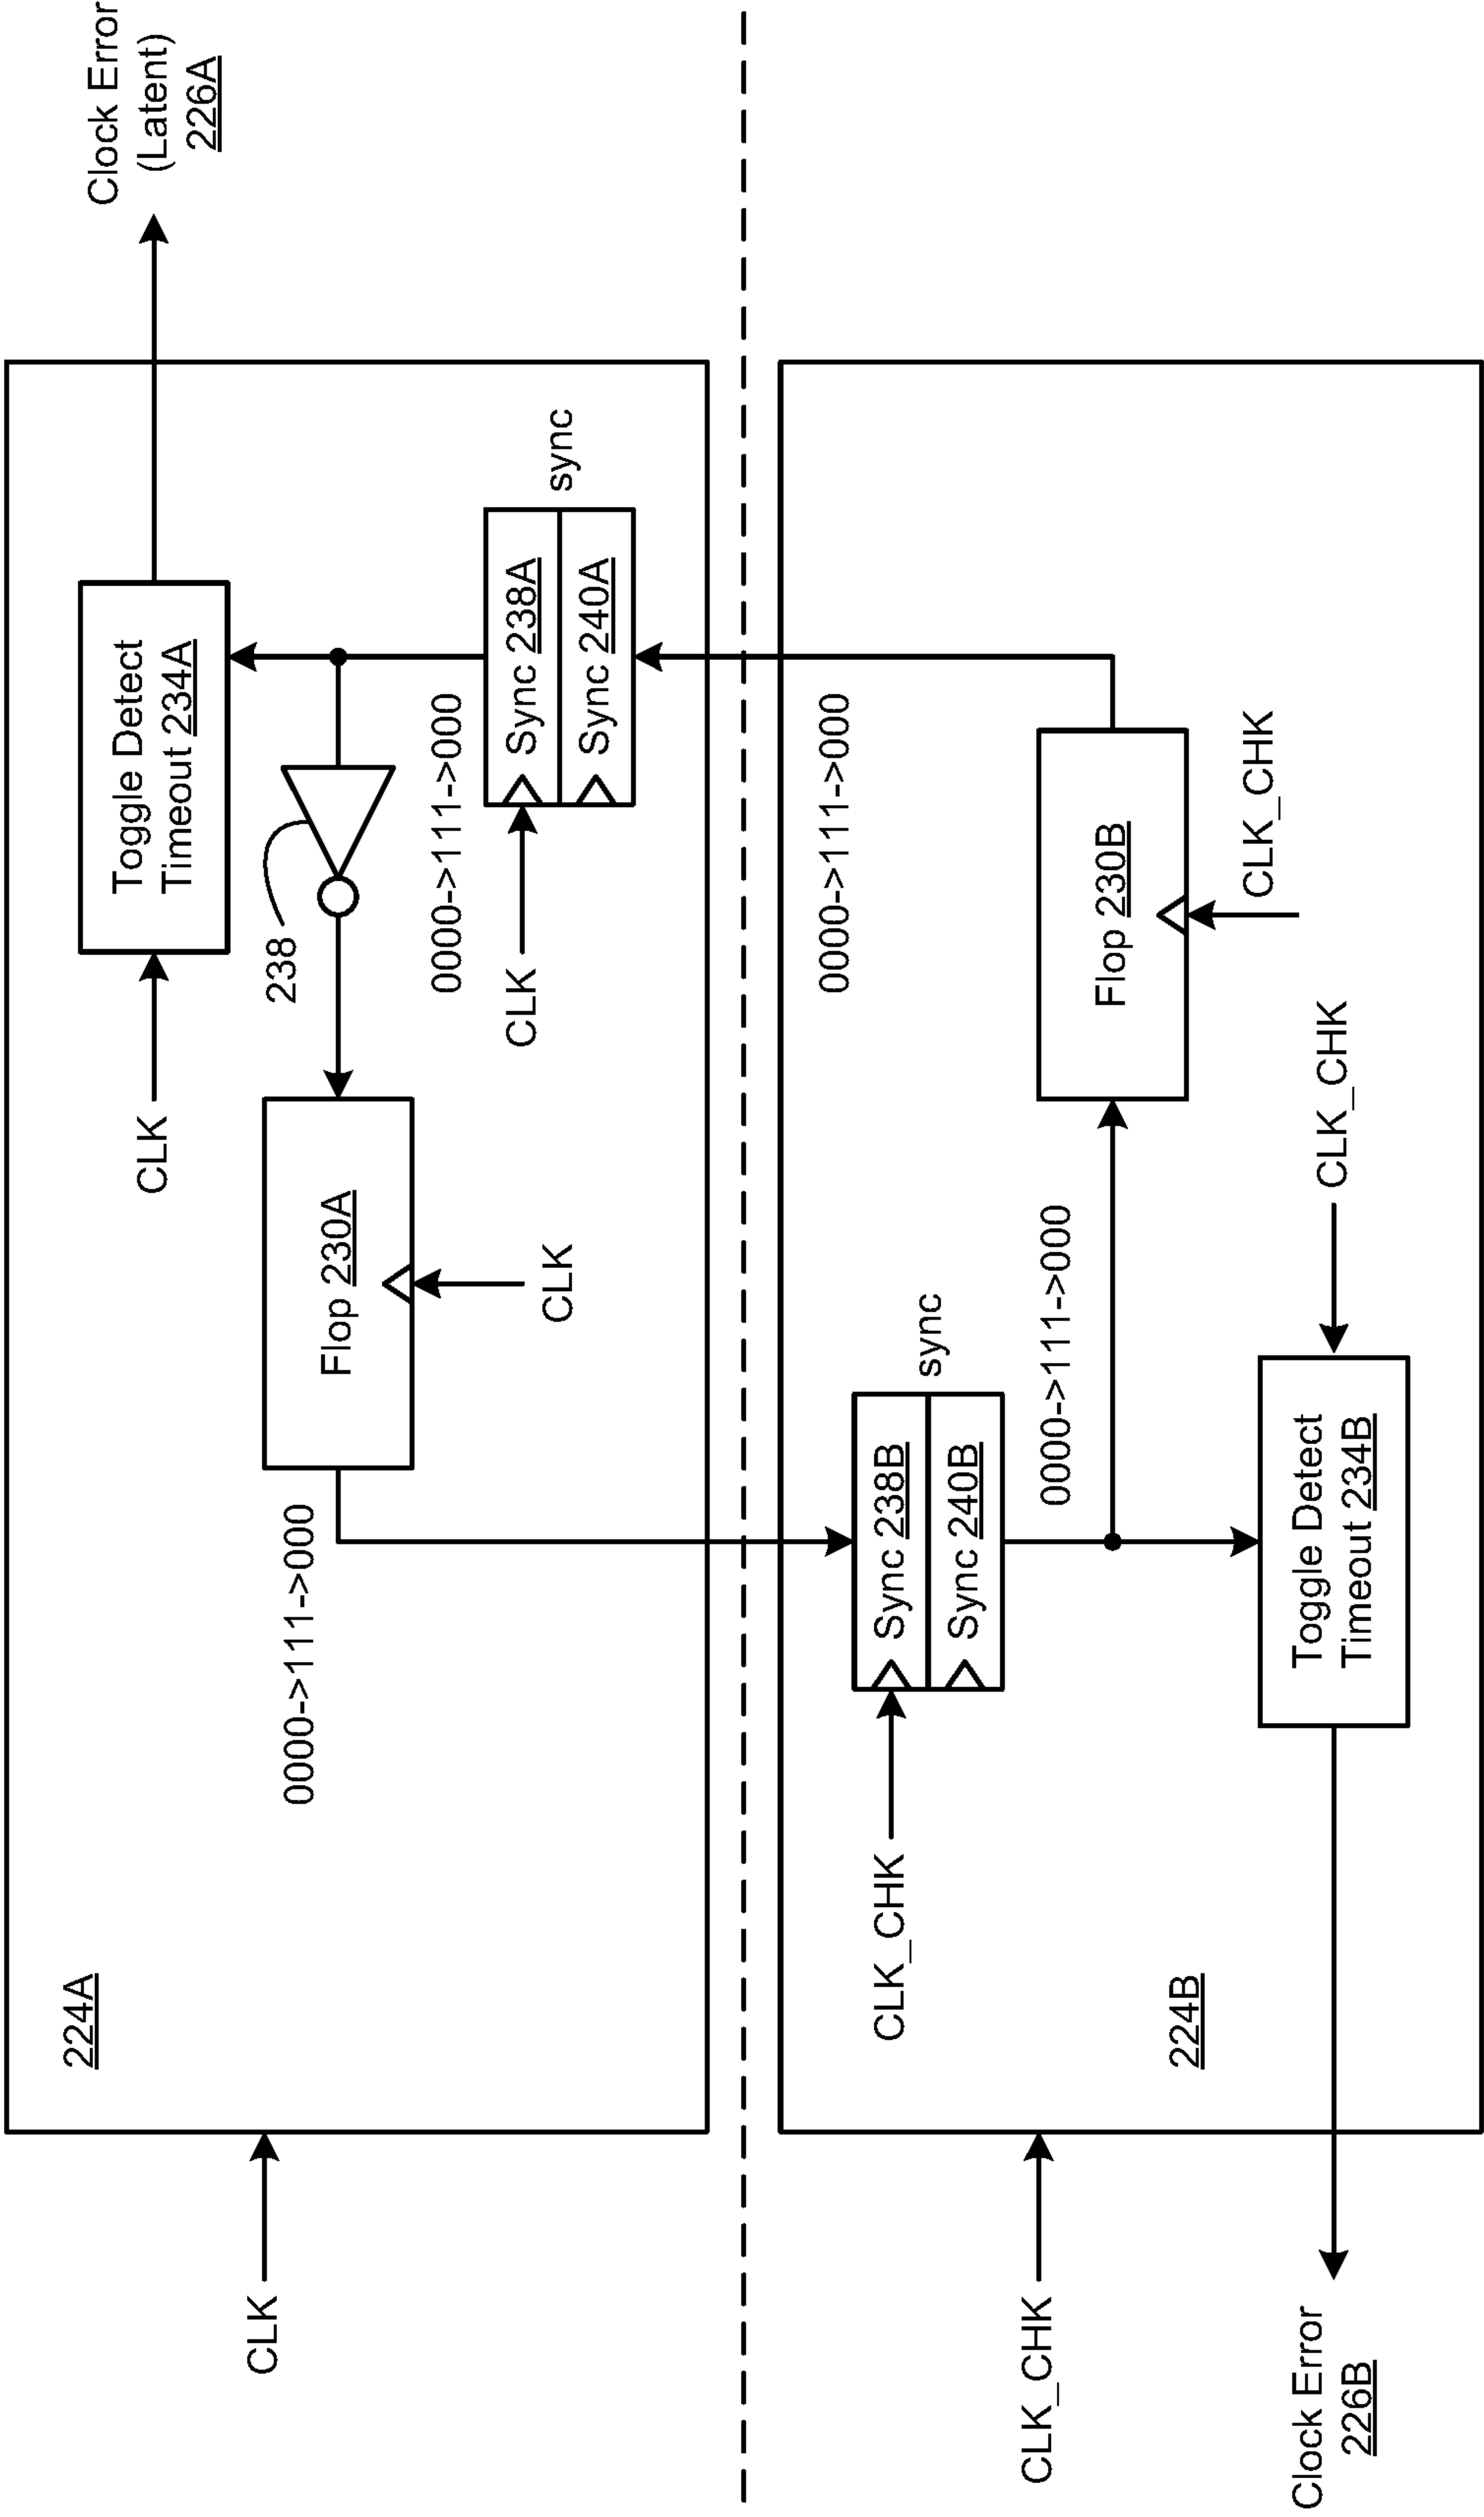 224A
CLK
0000->111->000
Flop 230A
CLK
CLK
Toggle Detect
Timeout 234A
238
0000->111->000
CLK
Sync 238A
Sync 240A
sync
Clock Error
(Latent)
226A
CLK_CHK
224B
CLK_CHK
Sync 238B
Sync 240B
sync
0000->111->000
0000->111->000
Flop 230B
CLK_CHK
CLK_CHK
Toggle Detect
Timeout 234B
Clock Error
226B